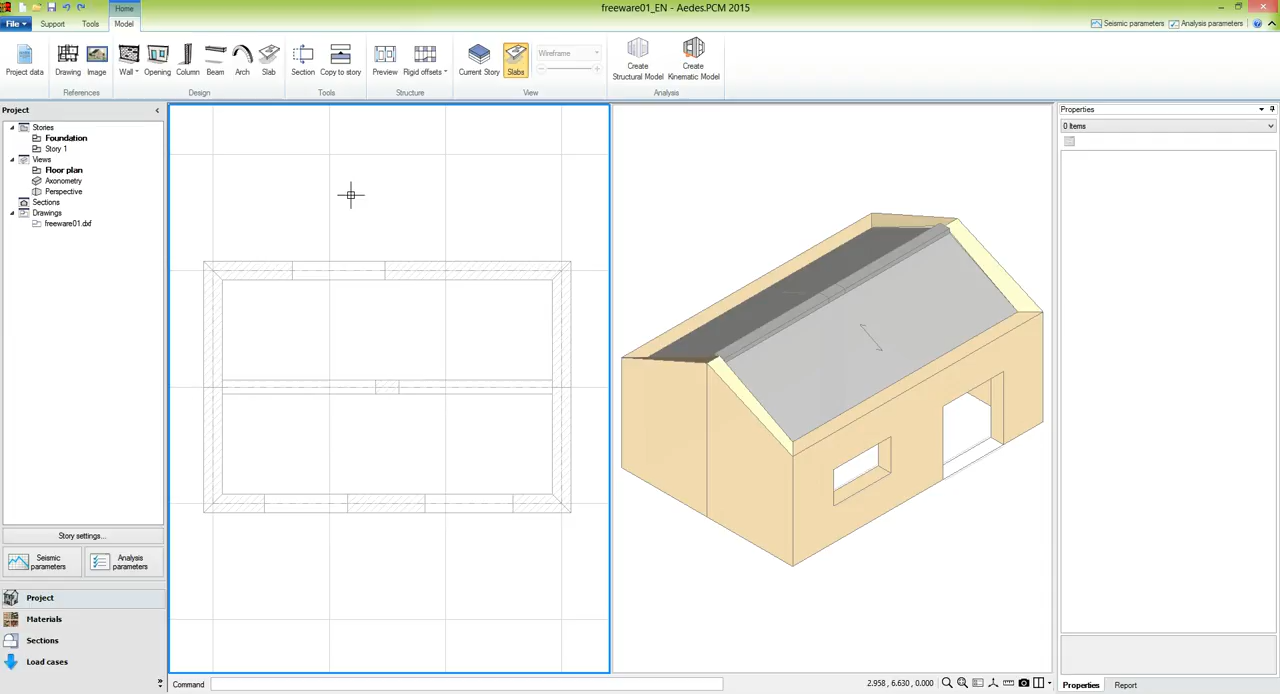 Home
freeware01_EN - Aedes.PCM 2015
File
Support
Tools
Model
Seismic parameters
Analysis parameters
Project data
Drawing
Image
Wall
Opening
Column
Beam
Arch
Slab
Section
Copy to story
Preview
Rigid offsets
Current Story
Slabs
Wireframe
Create
Structural Model
Create
Kinematic Model
References
Design
Tools
Structure
View
Analysis
Project
Stories
Foundation
Story 1
Views
Floor plan
Axonometry
Perspective
Sections
Drawings
freeware01.dxf
Story settings...
Seismic
parameters
Analysis
parameters
Project
Materials
Sections
Load cases
Properties
0 Items
Command
2.958 , 6.630 , 0.000
Properties
Report